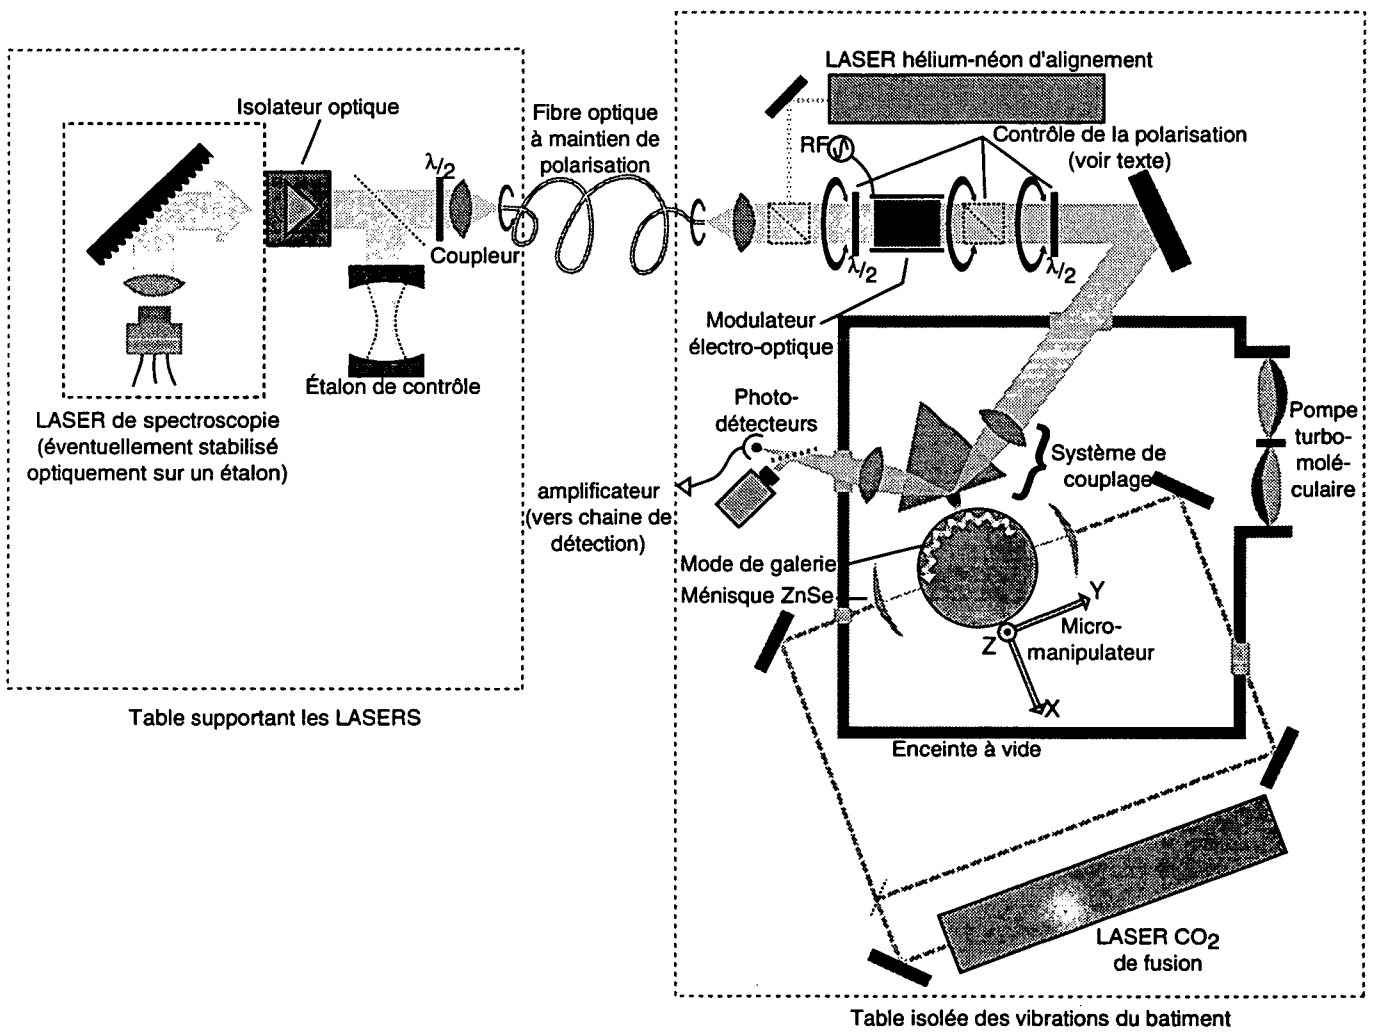 LASER hélium-néon d'alignement
Isolateur optique
Fibre optique
à maintien de
polarisation
λ/2
RF
Contrôle de la polarisation
(voir texte)
Coupleur
λ/2
λ/2
Modulateur
électro-optique
Étalon de contrôle
LASER de spectroscopie
(éventuellement stabilisé
optiquement sur un étalon)
Photo-
détecteurs
Pompe
turbo-
molé-
culaire
Système de
couplage
amplificateur
(vers chaine de
détection)
Mode de galerie
Ménisque ZnSe
Y
Z
X
Micro-
manipulateur
Table supportant les LASERS
Enceinte à vide
LASER CO2
de fusion
Table isolée des vibrations du batiment